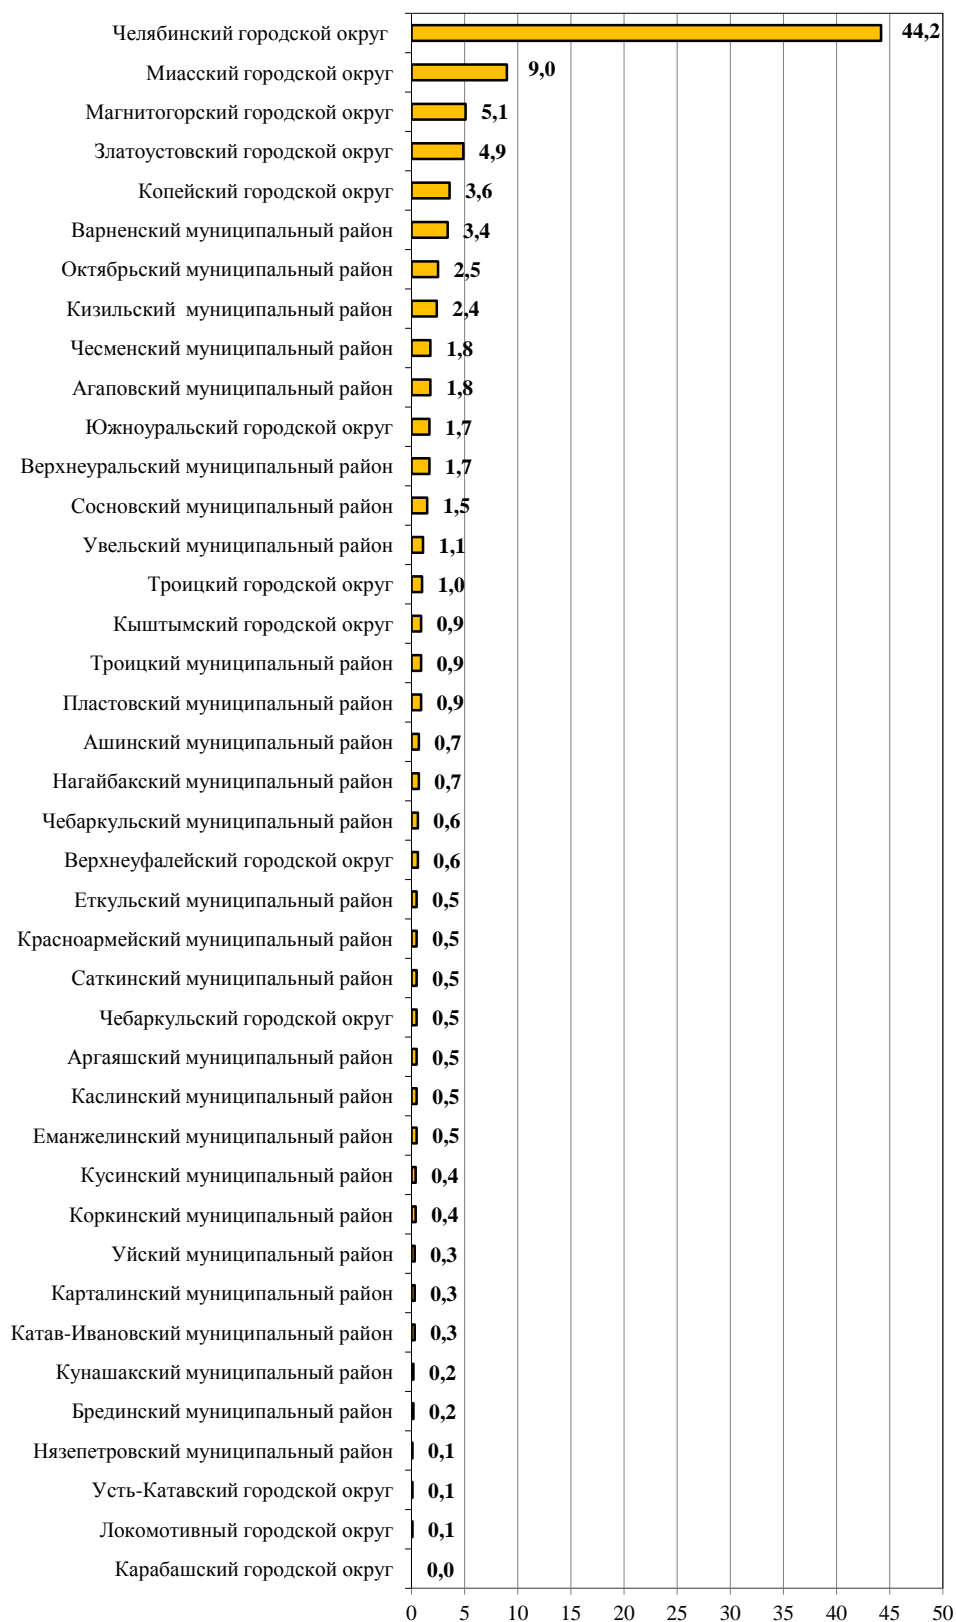 Челябинский городской округ 44,2
Миасский городской округ 9,0
Магнитогорский городской округ 5,1
Златоустовский городской округ 4,9
Копейский городской округ 3,6
Варненский муниципальный район 3,4
Октябрьский муниципальный район 2,5
Кизильский муниципальный район 2,4
Чесменский муниципальный район 1,8
Агаповский муниципальный район 1,8
Южноуральский городской округ 1,7
Верхнеуральский муниципальный район 1,7
Сосновский муниципальный район 1,5
Увельский муниципальный район 1,1
Троицкий городской округ 1,0
Кыштымский городской округ 0,9
Троицкий муниципальный район 0,9
Пластовский муниципальный район 0,9
Ашинский муниципальный район 0,7
Нагайбакский муниципальный район 0,7
Чебаркульский муниципальный район 0,6
Верхнеуфалейский городской округ 0,6
Еткульский муниципальный район 0,5
Красноармейский муниципальный район 0,5
Саткинский муниципальный район 0,5
Чебаркульский городской округ 0,5
Аргаяшский муниципальный район 0,5
Каслинский муниципальный район 0,5
Еманжелинский муниципальный район 0,5
Кусинский муниципальный район 0,4
Коркинский муниципальный район 0,4
Уйский муниципальный район 0,3
Карталинский муниципальный район 0,3
Катав-Ивановский муниципальный район 0,3
Кунашакский муниципальный район 0,2
Брединский муниципальный район 0,2
Нязепетровский муниципальный район 0,1
Усть-Катавский городской округ 0,1
Локомотивный городской округ 0,1
Карабашский городской округ 0,0
0 5 10 15 20 25 30 35 40 45 50